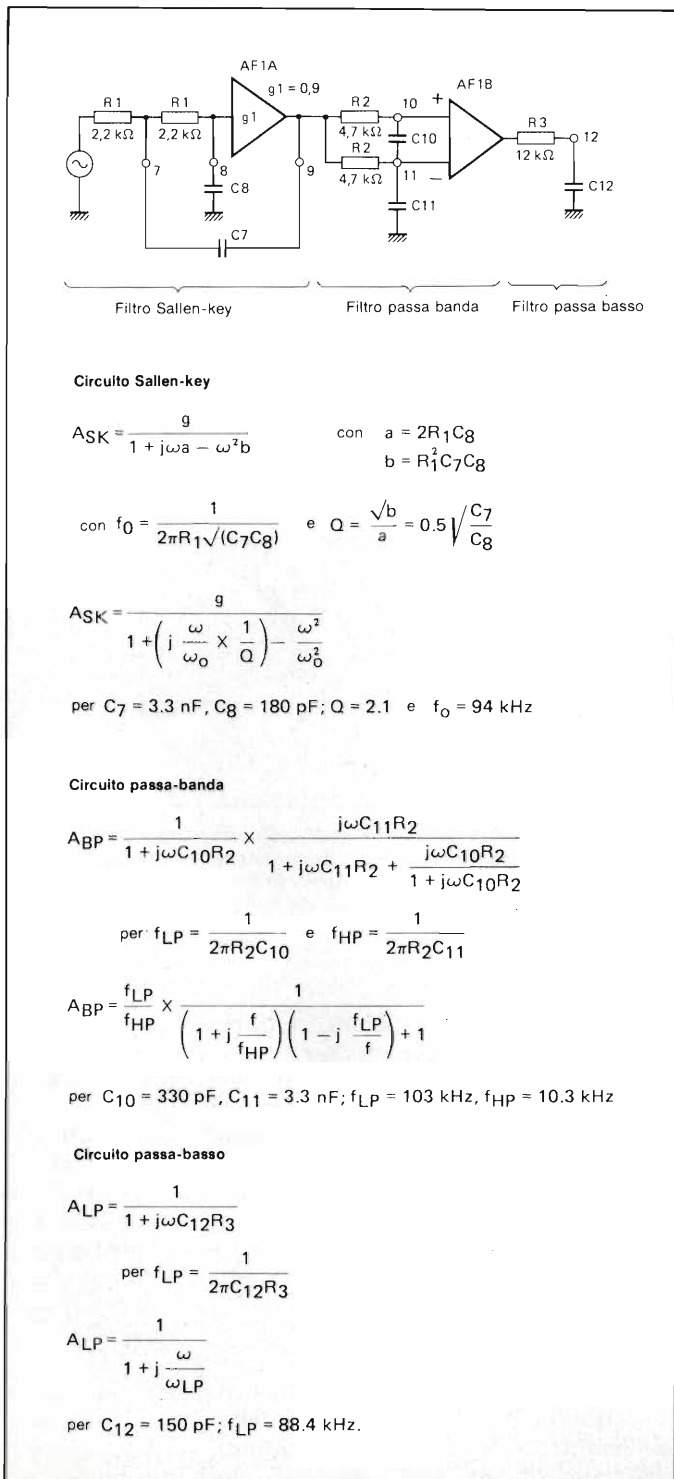 AF1A
g1 = 0,9
AF1B
R1
R1
g1
R2
10
+
R3
12
2,2 kΩ
2,2 kΩ
4,7 kΩ
C10
12 kΩ
R2
7
8
9
4,7 kΩ
11
−
C8
C11
C12
C7
Filtro Sallen-key
Filtro passa banda
Filtro passa basso
Circuito Sallen-key
ASK = g / (1 + jωa − ω²b)
con a = 2R1C8
b = R1²C7C8
con f0 = 1 / (2πR1√(C7C8)) e Q = √b / a = 0.5 √(C7 / C8)
ASK = g / (1 + (j ω/ωo × 1/Q) − ω²/ωo²)
per C7 = 3.3 nF, C8 = 180 pF; Q = 2.1 e fo = 94 kHz
Circuito passa-banda
ABP = 1 / (1 + jωC10R2) × jωC11R2 / (1 + jωC11R2 + jωC10R2 / (1 + jωC10R2))
per fLP = 1 / (2πR2C10) e fHP = 1 / (2πR2C11)
ABP = fLP / fHP × 1 / ((1 + j f/fHP) (1 − j fLP/f) + 1)
per C10 = 330 pF, C11 = 3.3 nF; fLP = 103 kHz, fHP = 10.3 kHz
Circuito passa-basso
ALP = 1 / (1 + jωC12R3)
per fLP = 1 / (2πC12R3)
ALP = 1 / (1 + j ω/ωLP)
per C12 = 150 pF; fLP = 88.4 kHz.